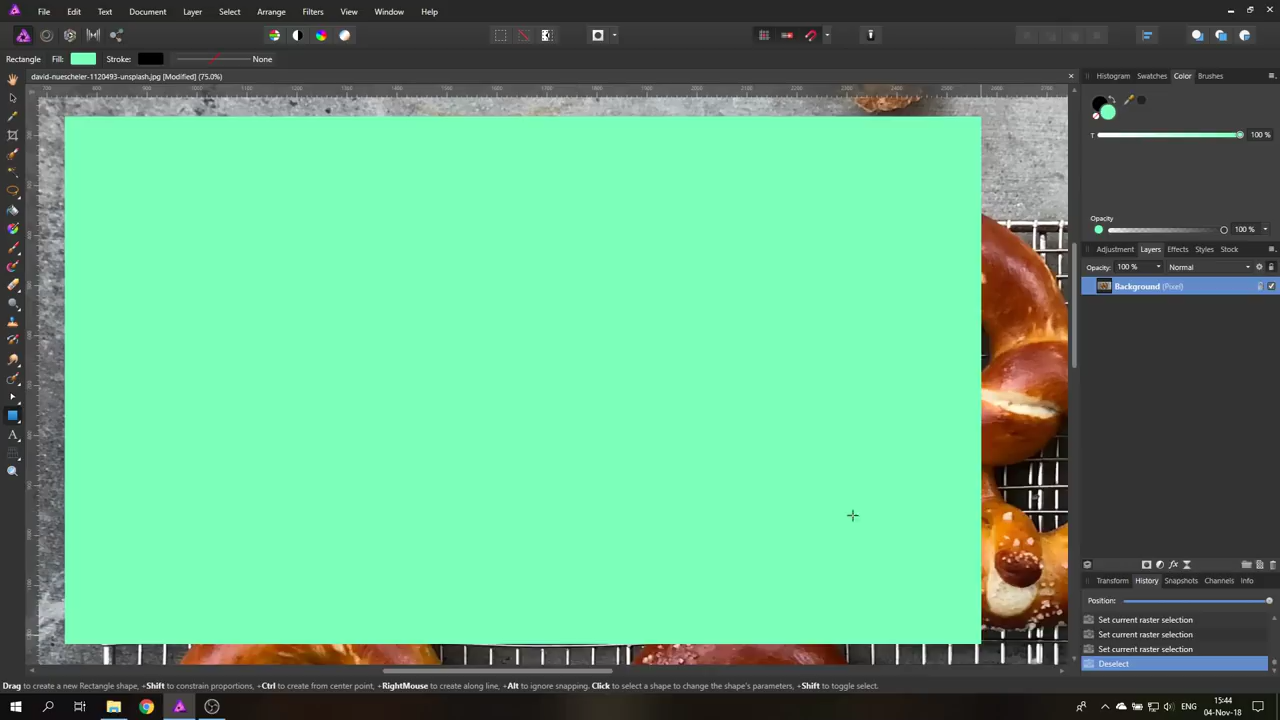 File Edit Text Document Layer Select Arrange Filters View Window Help
Rectangle Fill: Stroke: None
david-nuescheler-1120493-unsplash.jpg [Modified] (75.0%)
Histogram Swatches Color Brushes
T 100 %
Opacity
100 %
Adjustment Layers Effects Styles Stock
Opacity: 100 % Normal
Background (Pixel)
Transform History Snapshots Channels Info
Position:
Set current raster selection
Set current raster selection
Set current raster selection
Deselect
Drag to create a new Rectangle shape, +Shift to constrain proportions, +Ctrl to create from center point, +RightMouse to create along line, +Alt to ignore snapping. Click to select a shape to change the shape's parameters, +Shift to toggle select.
ENG
15:44
04-Nov-18